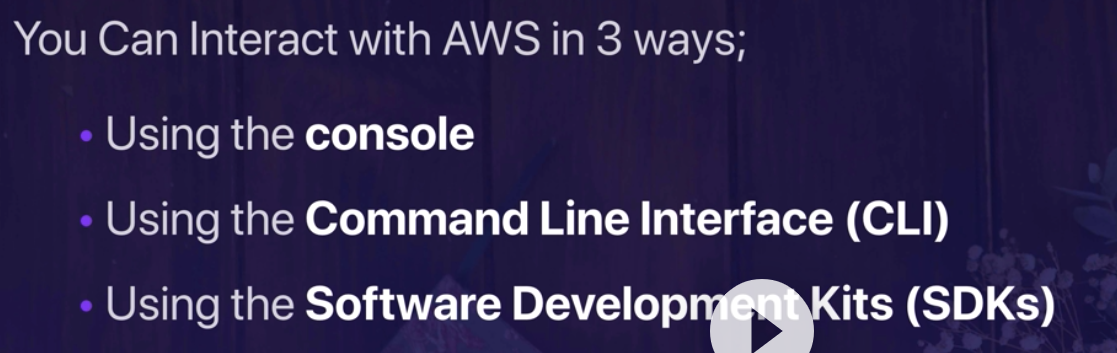 You Can Interact with AWS in 3 ways;
• Using the console
• Using the Command Line Interface (CLI)
• Using the Software Development Kits (SDKs)